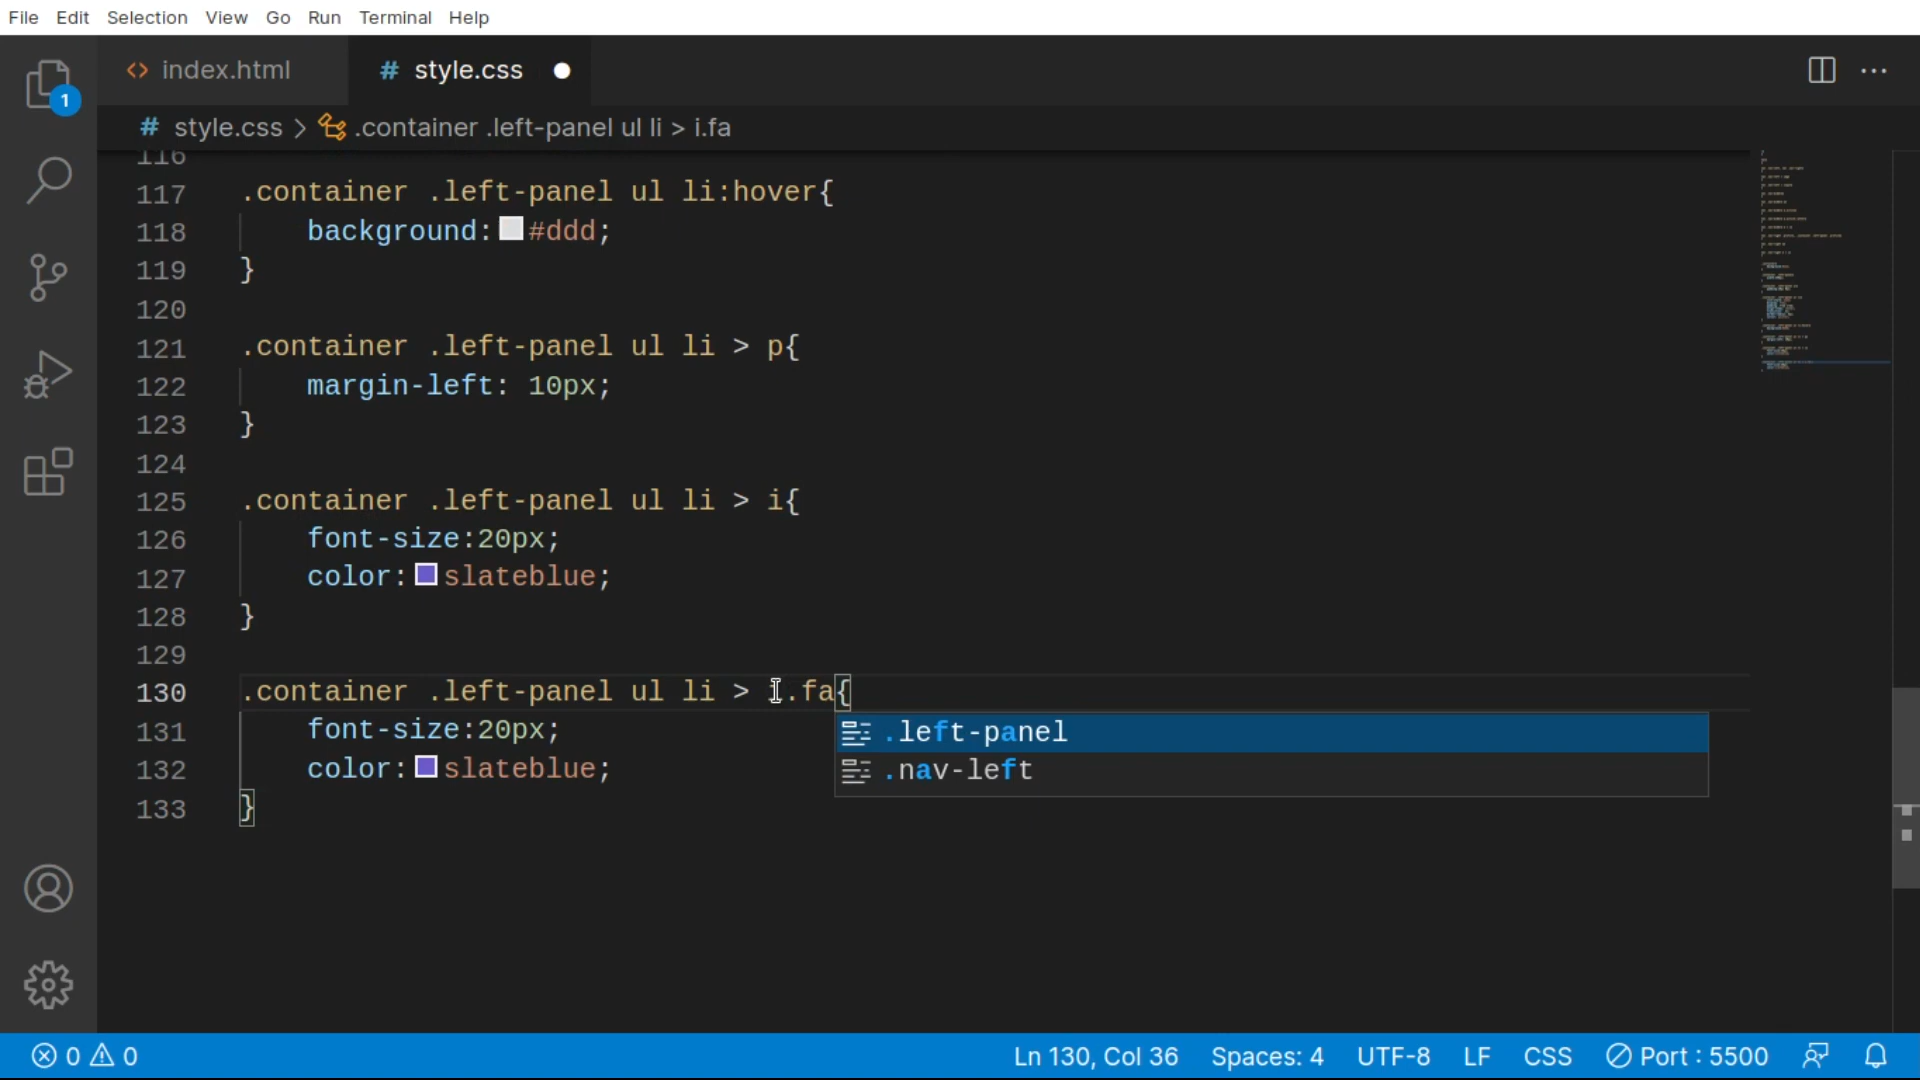 File Edit Selection View Go Run Terminal Help
<> index.html # style.css
# style.css > .container .left-panel ul li > i.fa
1
116
117 .container .left-panel ul li:hover{
118 background: #ddd;
119 }
120
121 .container .left-panel ul li > p{
122 margin-left: 10px;
123 }
124
125 .container .left-panel ul li > i{
126 font-size:20px;
127 color: slateblue;
128 }
129
130 .container .left-panel ul li > i.fa{
131 font-size:20px;
.left-panel
132 color: slateblue;
.nav-left
133 }
0 0 Ln 130, Col 36 Spaces: 4 UTF-8 LF CSS Port : 5500